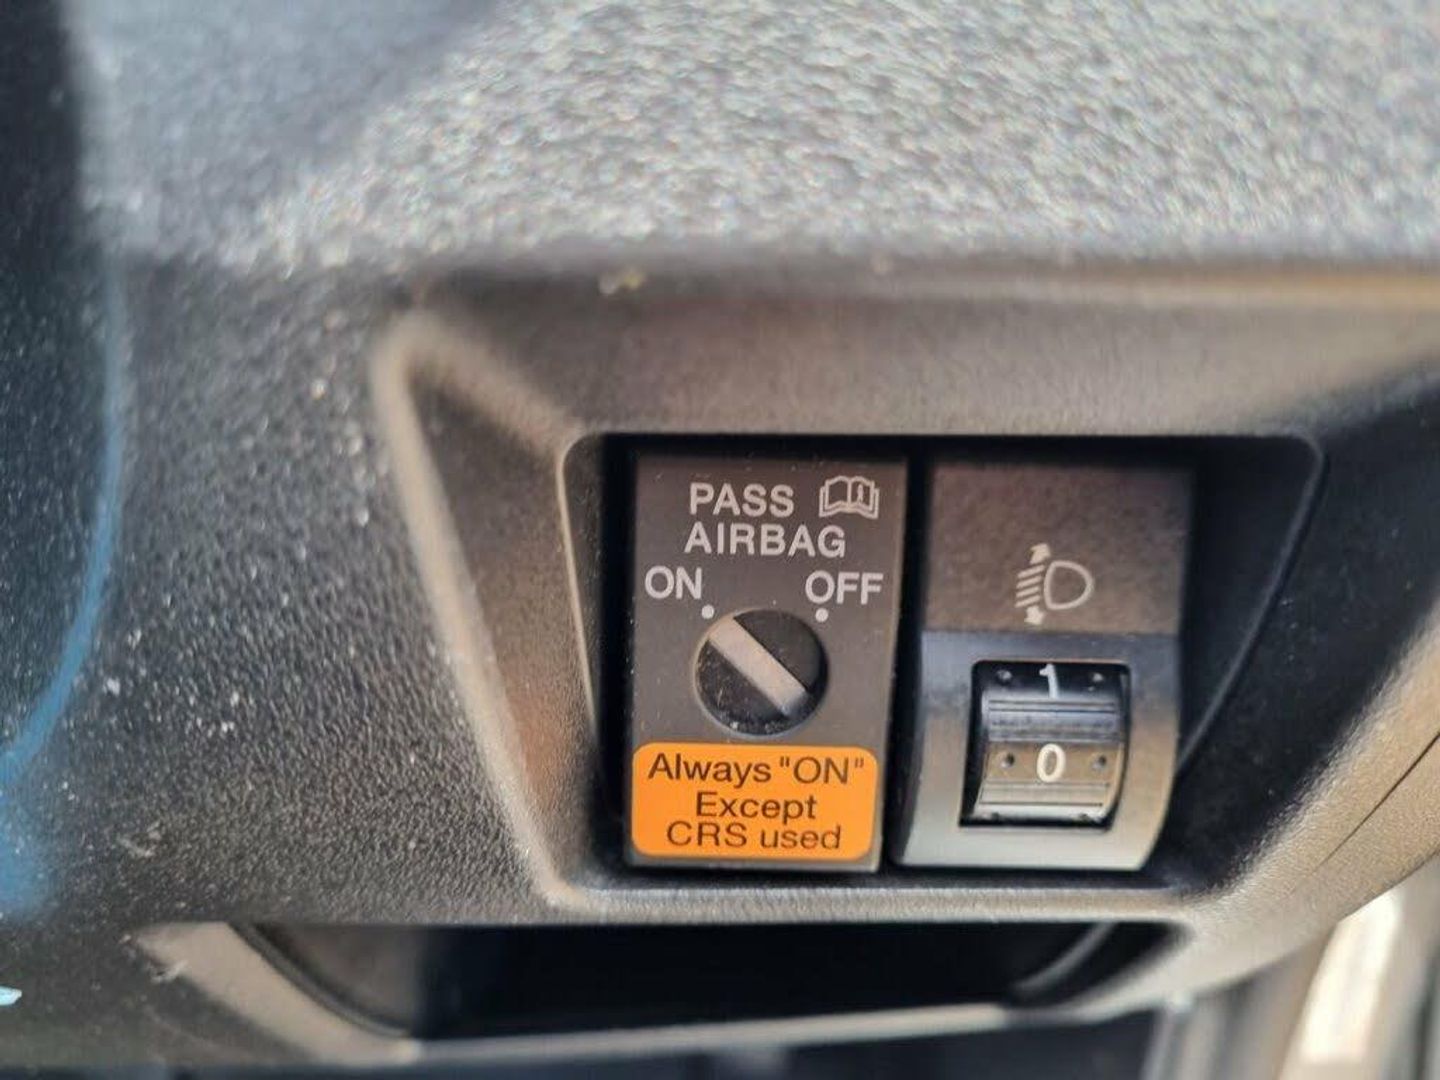 PASS
AIRBAG
ON OFF
Always "ON"
Except
CRS used
1
0